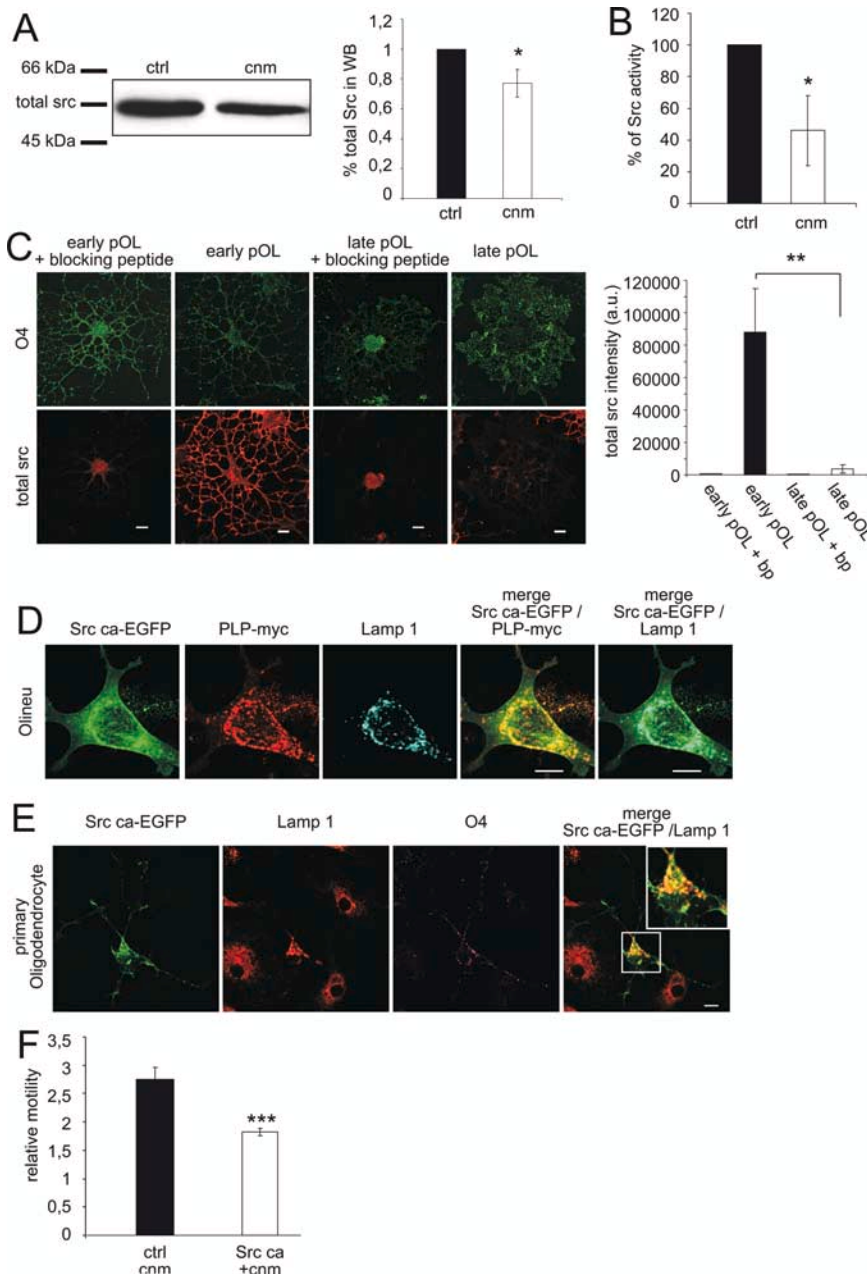 A
66 kDa
total src
45 kDa
ctrl
cnm
% total Src in WB
1,2
1
0,8
0,6
0,4
0,2
0
*
ctrl
cnm
B
% of Src activity
120
100
80
60
40
20
0
*
ctrl
cnm
C
early pOL
+ blocking peptide
early pOL
late pOL
+ blocking peptide
late pOL
O4
total src
total src intensity (a.u.)
120000
100000
80000
60000
40000
20000
0
**
early pOL + bp
early pOL
late pOL + bp
late pOL
D
Src ca-EGFP
PLP-myc
Lamp 1
merge
Src ca-EGFP /
PLP-myc
merge
Src ca-EGFP /
Lamp 1
Olineu
E
Src ca-EGFP
Lamp 1
O4
merge
Src ca-EGFP /Lamp 1
primary
Oligodendrocyte
F
relative motility
3,5
3
2,5
2
1,5
1
0,5
0
***
ctrl
cnm
Src ca
+cnm